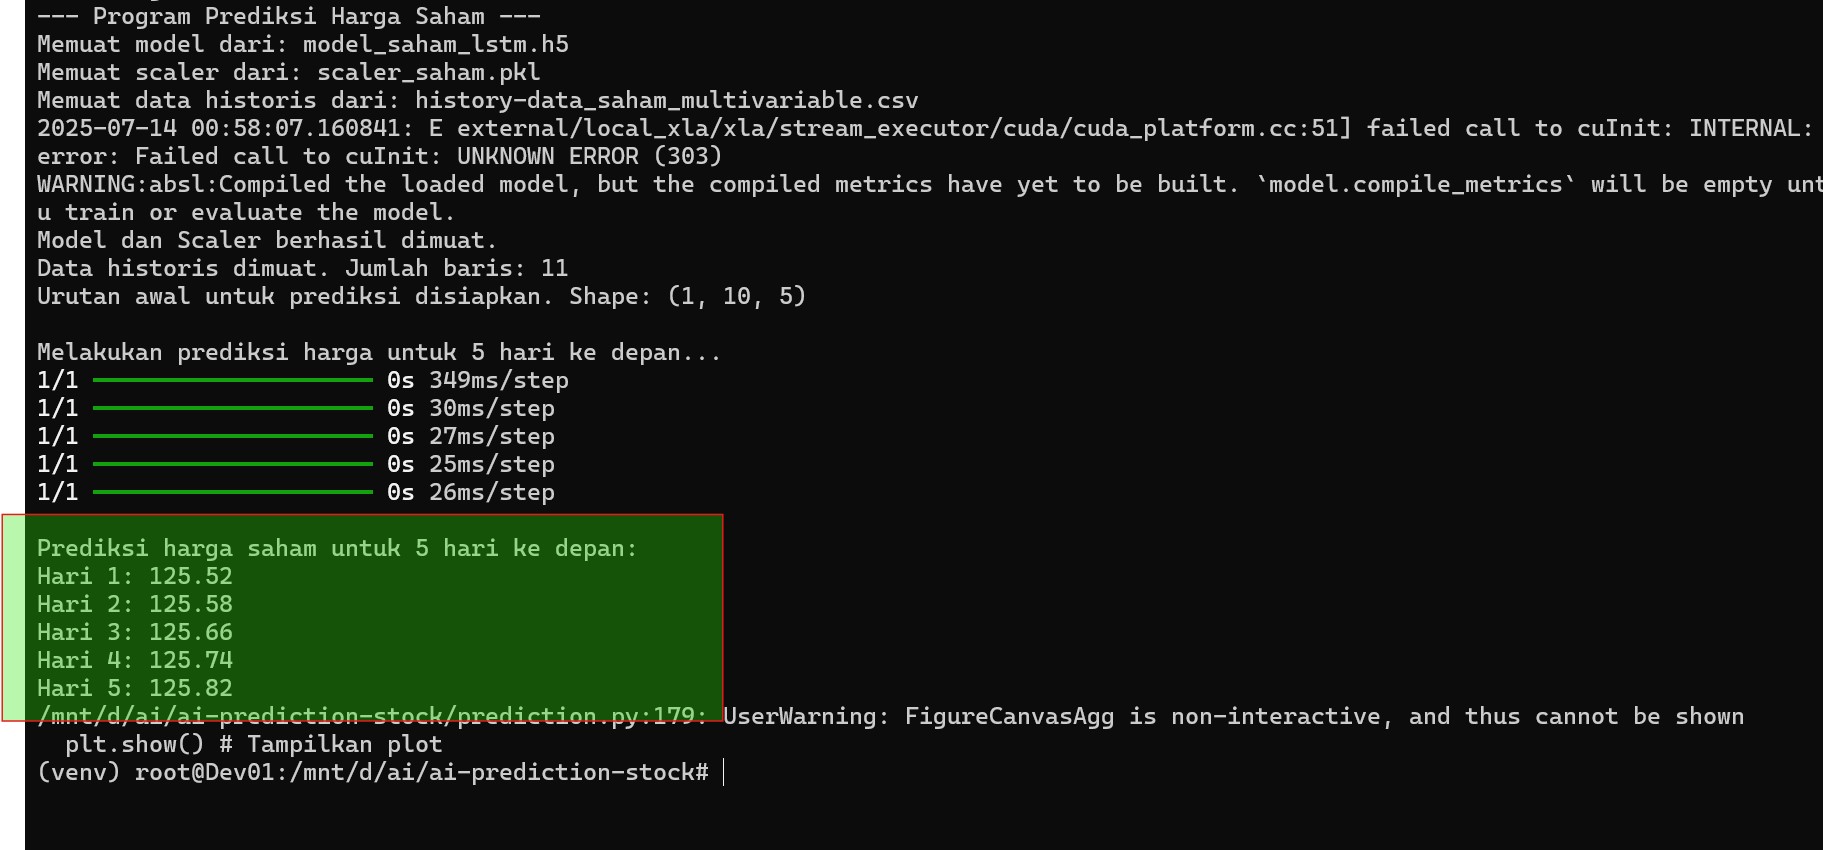 --- Program Prediksi Harga Saham ---
Memuat model dari: model_saham_lstm.h5
Memuat scaler dari: scaler_saham.pkl
Memuat data historis dari: history-data_saham_multivariable.csv
2025-07-14 00:58:07.160841: E external/local_xla/xla/stream_executor/cuda/cuda_platform.cc:51] failed call to cuInit: INTERNAL:
error: Failed call to cuInit: UNKNOWN ERROR (303)
WARNING:absl:Compiled the loaded model, but the compiled metrics have yet to be built. `model.compile_metrics` will be empty unt
u train or evaluate the model.
Model dan Scaler berhasil dimuat.
Data historis dimuat. Jumlah baris: 11
Urutan awal untuk prediksi disiapkan. Shape: (1, 10, 5)
Melakukan prediksi harga untuk 5 hari ke depan...
1/1 ━━━━━━━━━━━━━━━━━━━━ 0s 349ms/step
1/1 ━━━━━━━━━━━━━━━━━━━━ 0s 30ms/step
1/1 ━━━━━━━━━━━━━━━━━━━━ 0s 27ms/step
1/1 ━━━━━━━━━━━━━━━━━━━━ 0s 25ms/step
1/1 ━━━━━━━━━━━━━━━━━━━━ 0s 26ms/step
Prediksi harga saham untuk 5 hari ke depan:
Hari 1: 125.52
Hari 2: 125.58
Hari 3: 125.66
Hari 4: 125.74
Hari 5: 125.82
/mnt/d/ai/ai-prediction-stock/prediction.py:179: UserWarning: FigureCanvasAgg is non-interactive, and thus cannot be shown
  plt.show() # Tampilkan plot
(venv) root@Dev01:/mnt/d/ai/ai-prediction-stock#